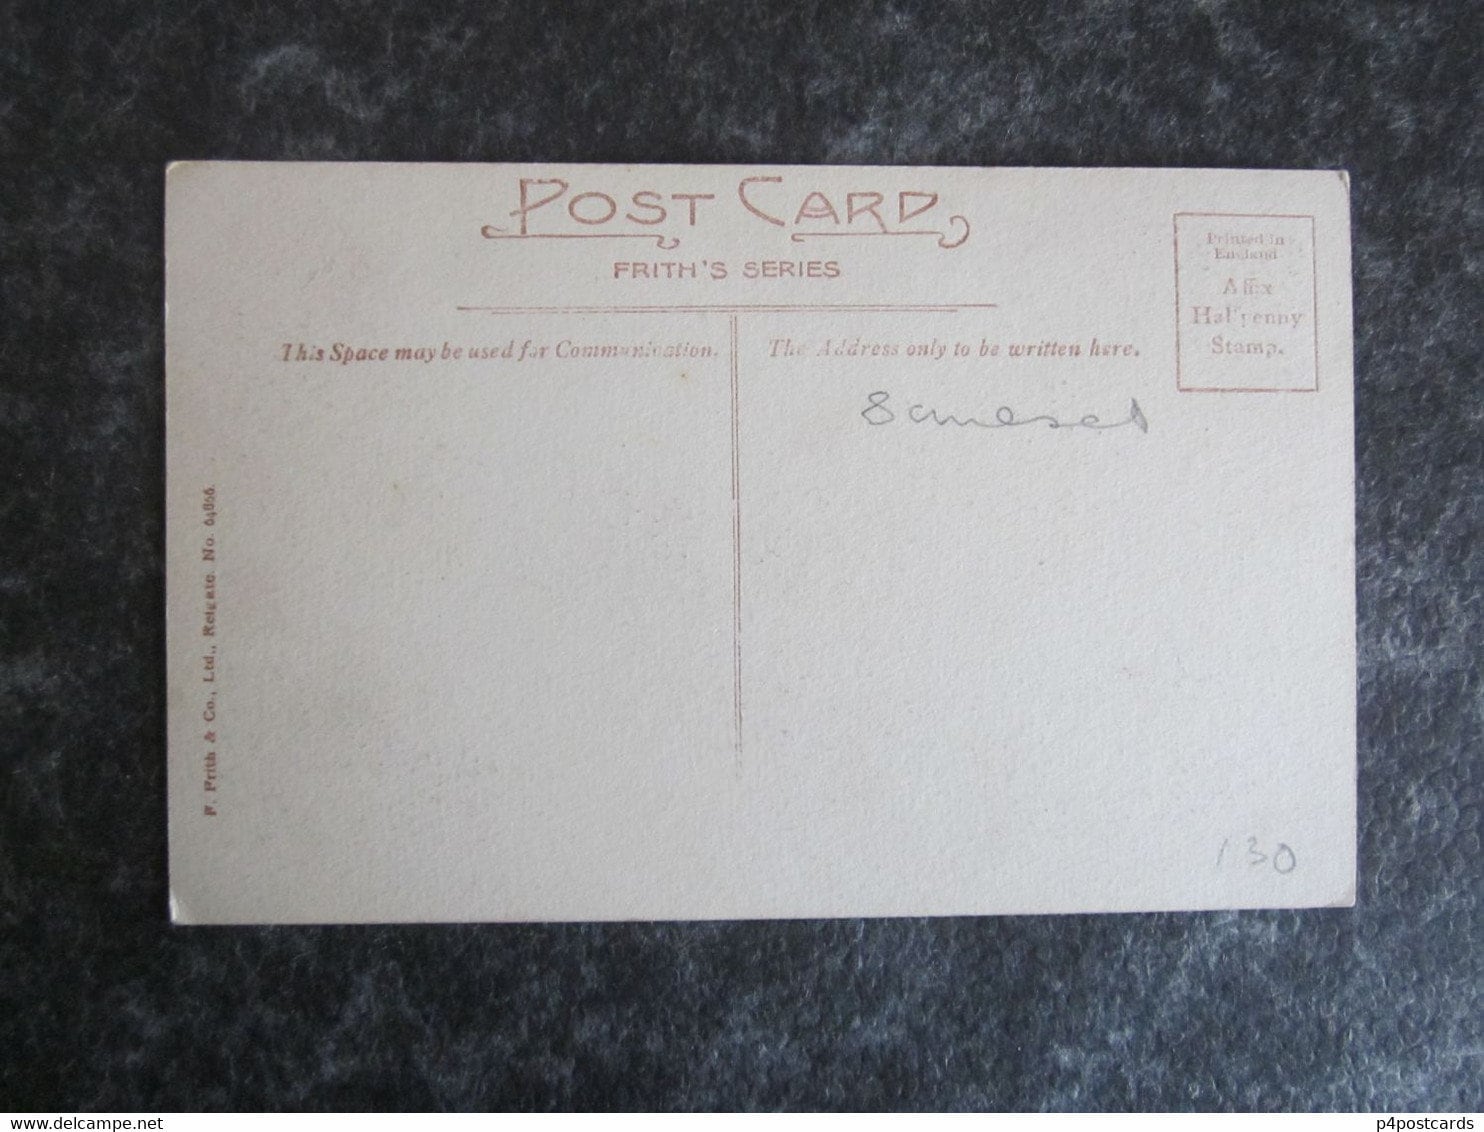 POST CARD
FRITH'S SERIES
Printed in
England
Affix
Halfpenny
Stamp.
This Space may be used for Communication.
The Address only to be written here.
Somerset
F. Frith & Co., Ltd., Reigate. No.
130
delcampe.net
p4postcards